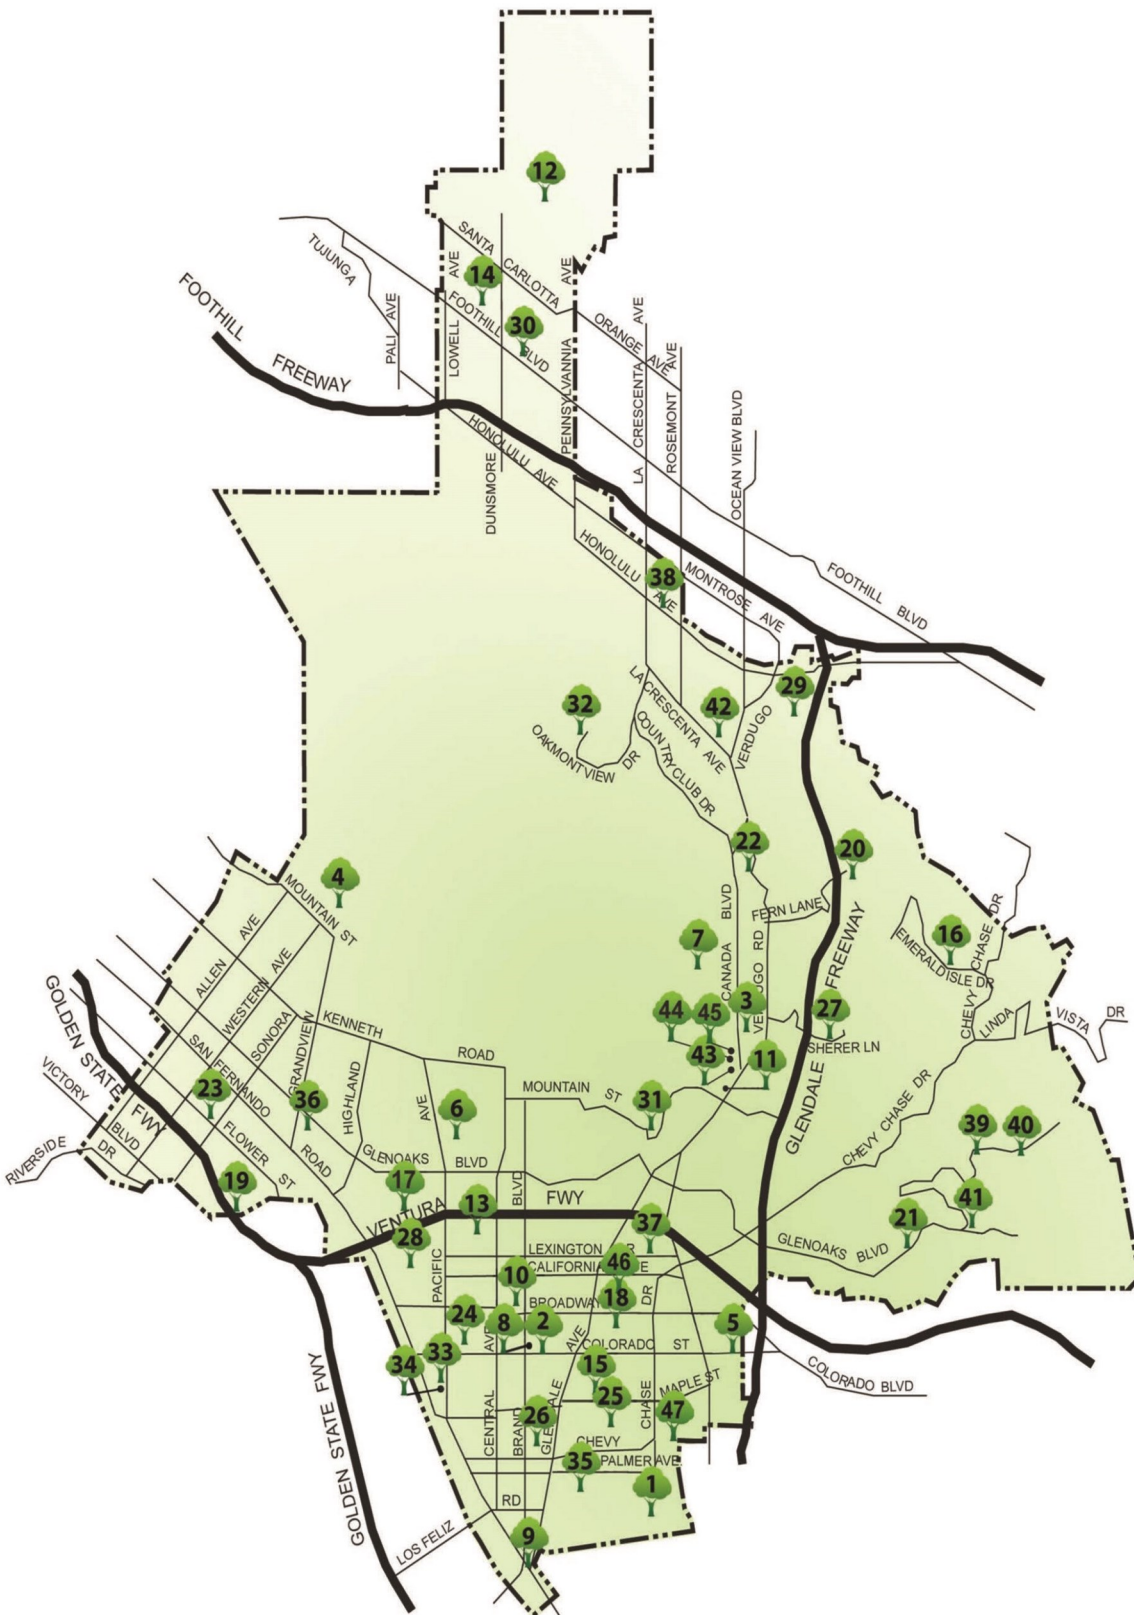 12
SANTA
CARLOTTA
AVE
AVE
TUJUNGA
14
FOOTHILL
30
FOOTHILL
BLVD
ORANGE AVE
PALI AVE
LOWELL
PENNSYLVANNIA
LA CRESCENTA AVE
ROSEMONT AVE
FREEWAY
OCEAN VIEW BLVD
HONOLULU AVE
DUNSMORE
HONOLULU AVE
38
MONTROSE AVE
FOOTHILL BLVD
29
32
LA CRESCENTA AVE
42
VERDUGO
COUNTRY CLUB DR
OAKMONTVIEW DR
22
20
4
MOUNTAIN ST
CANADA BLVD
FERN LANE
16
CHEVY CHASE DR
ALLEN AVE
7
VERDUGO RD
FREEWAY
EMERALD ISLE DR
WESTERN AVE
GOLDEN STATE
FWY
44
45
3
27
LINDA
VISTA DR
SONORA
KENNETH
ROAD
SHERER LN
SAN FERNANDO
ROAD
GRANDVIEW
43
11
VICTORY
BLVD
23
36
HIGHLAND
AVE
6
MOUNTAIN ST
31
GLENDALE
CHEVY CHASE DR
39
40
RIVERSIDE
DR
FLOWER ST
GLENOAKS
BLVD
BLVD
19
17
13
FWY
41
VENTURA
37
21
28
GLENOAKS BLVD
PACIFIC
LEXINGTON DR
46
CALIFORNIA AVE
10
BROADWAY
18
DR
24
8
2
5
AVE
AVE
COLORADO ST
33
34
15
COLORADO BLVD
MAPLE ST
25
26
47
CENTRAL
BRAND
GLENDALE
CHASE
CHEVY
35
PALMER AVE.
1
GOLDEN STATE FWY
RD
LOS FELIZ
9